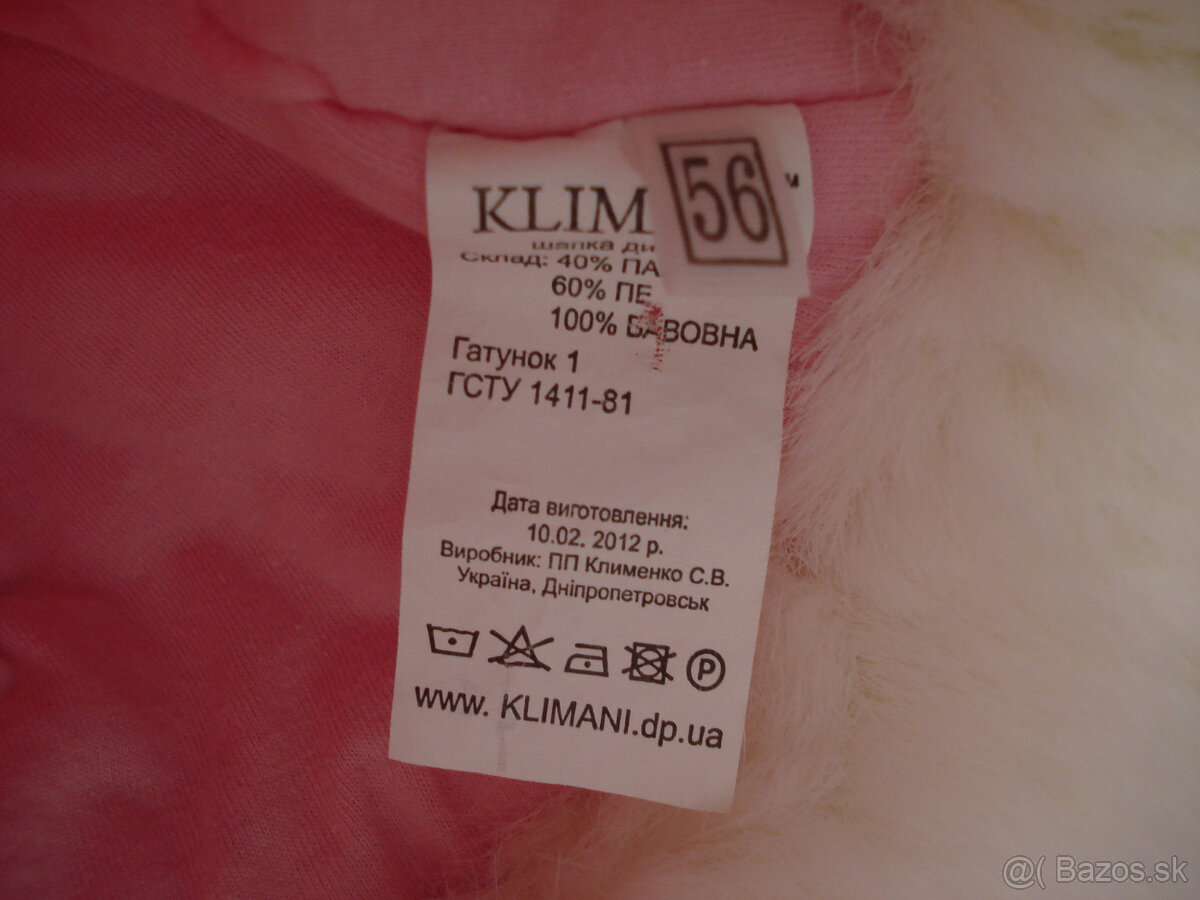 KLIM
56
м
шапка ди
Склад: 40% ПА
60% ПЕ
100% БАВОВНА
Гатунок 1
ГСТУ 1411-81
Дата виготовлення:
10.02. 2012 р.
Виробник: ПП Клименко С.В.
Україна, Дніпропетровськ
P
www. KLIMANI.dp.ua
@( Bazos.sk